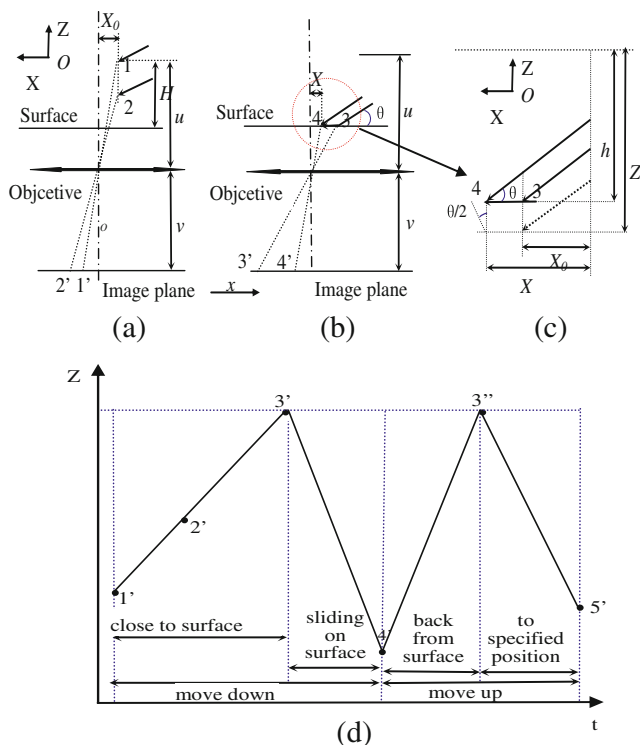 X₀
Z
X
O
1
H
2
u
Surface
Objcetive
o
v
2' 1'
Image plane
x
(a)
X
4
3
θ
u
Surface
Objcetive
v
3'
4'
Image plane
(b)
Z
X
O
h
Z
4
θ
3
θ/2
X₀
X
(c)
Z
3'
3''
2'
1'
5'
4
close to surface
sliding
on
surface
back
from
surface
to
specified
position
move down
move up
t
(d)